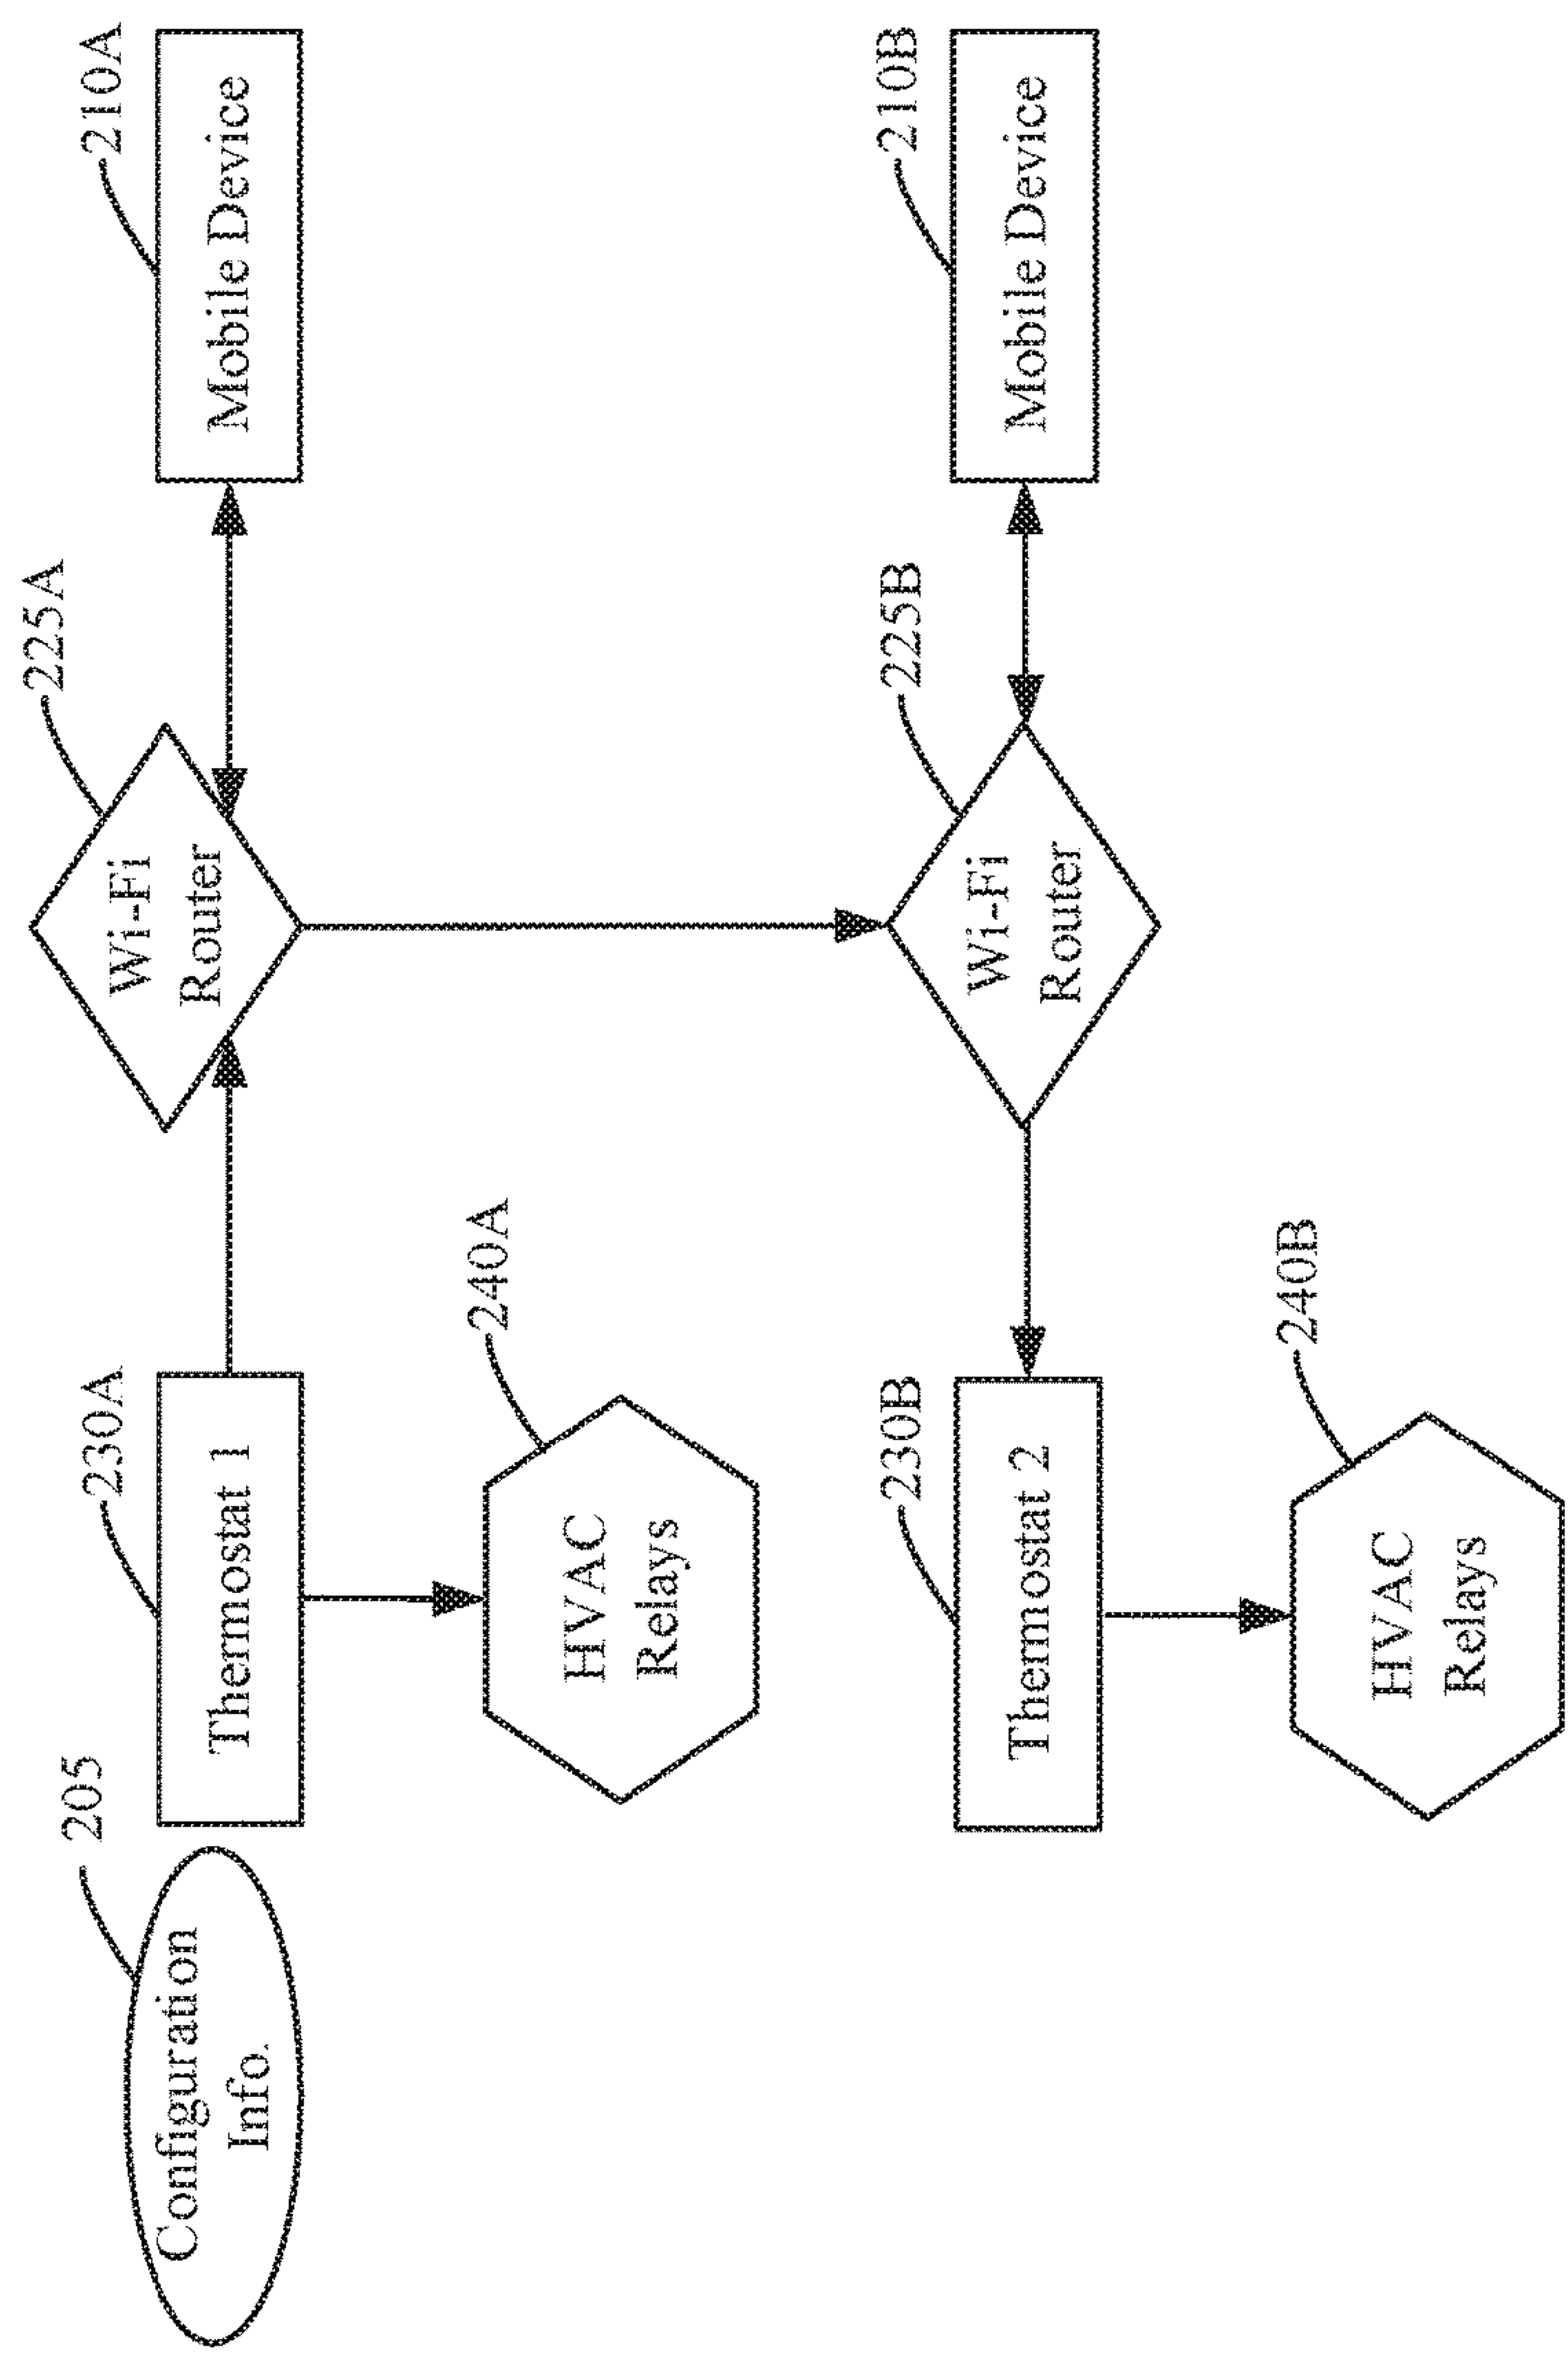 205
Configuration
Info.
230A
Thermostat 1
225A
Wi-Fi
Router
210A
Mobile Device
240A
HVAC
Relays
230B
Thermostat 2
225B
Wi-Fi
Router
210B
Mobile Device
240B
HVAC
Relays